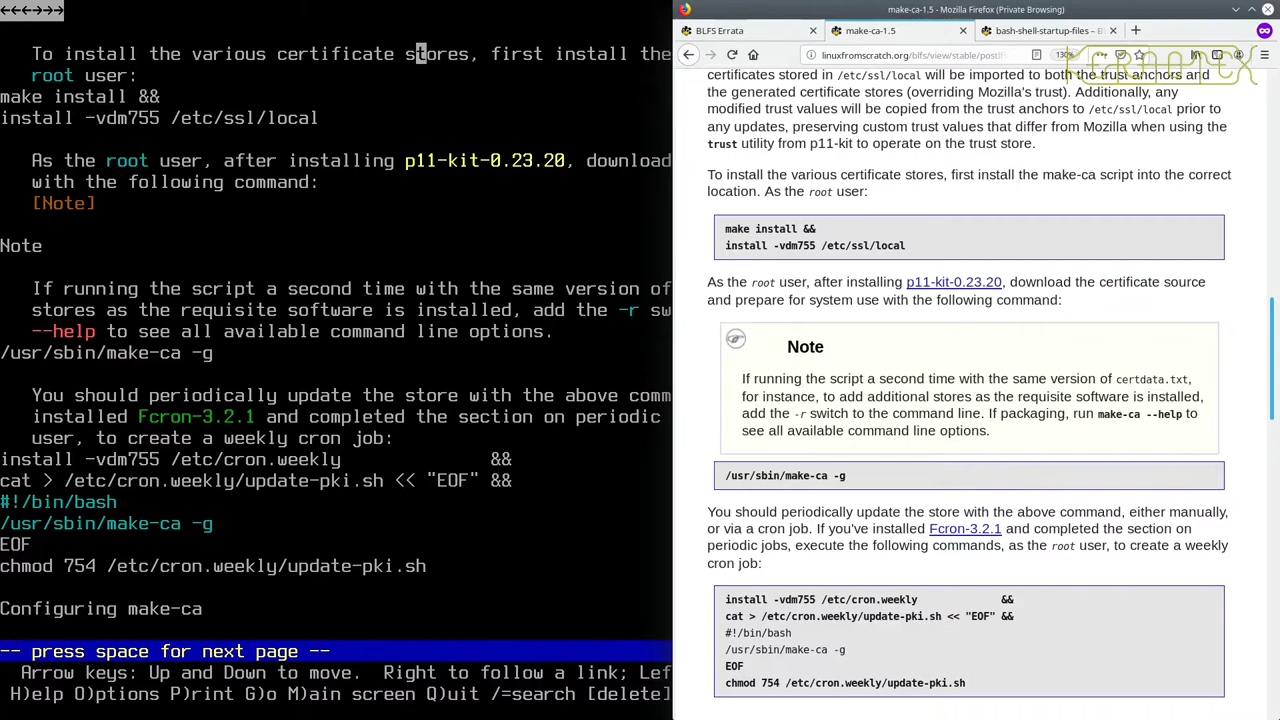 ←←←→→→
To install the various certificate stores, first install the
root user:
make install &&
install -vdm755 /etc/ssl/local
As the root user, after installing p11-kit-0.23.20, download
with the following command:
[Note]
Note
If running the script a second time with the same version of
stores as the requisite software is installed, add the -r sw
--help to see all available command line options.
/usr/sbin/make-ca -g
You should periodically update the store with the above comm
installed Fcron-3.2.1 and completed the section on periodic
user, to create a weekly cron job:
install -vdm755 /etc/cron.weekly &&
cat > /etc/cron.weekly/update-pki.sh << "EOF" &&
#!/bin/bash
/usr/sbin/make-ca -g
EOF
chmod 754 /etc/cron.weekly/update-pki.sh
Configuring make-ca
-- press space for next page --
Arrow keys: Up and Down to move. Right to follow a link; Lef
H)elp O)ptions P)rint G)o M)ain screen Q)uit /=search [delete]
make-ca-1.5 - Mozilla Firefox (Private Browsing)
BLFS Errata
make-ca-1.5
bash-shell-startup-files – B
linuxfromscratch.org/blfs/view/stable/post
130%
KERNOTEX
certificates stored in /etc/ssl/local will be imported to both the trust anchors and
the generated certificate stores (overriding Mozilla's trust). Additionally, any
modified trust values will be copied from the trust anchors to /etc/ssl/local prior to
any updates, preserving custom trust values that differ from Mozilla when using the
trust utility from p11-kit to operate on the trust store.
To install the various certificate stores, first install the make-ca script into the correct
location. As the root user:
make install &&
install -vdm755 /etc/ssl/local
As the root user, after installing p11-kit-0.23.20, download the certificate source
and prepare for system use with the following command:
Note
If running the script a second time with the same version of certdata.txt,
for instance, to add additional stores as the requisite software is installed,
add the -r switch to the command line. If packaging, run make-ca --help to
see all available command line options.
/usr/sbin/make-ca -g
You should periodically update the store with the above command, either manually,
or via a cron job. If you've installed Fcron-3.2.1 and completed the section on
periodic jobs, execute the following commands, as the root user, to create a weekly
cron job:
install -vdm755 /etc/cron.weekly &&
cat > /etc/cron.weekly/update-pki.sh << "EOF" &&
#!/bin/bash
/usr/sbin/make-ca -g
EOF
chmod 754 /etc/cron.weekly/update-pki.sh